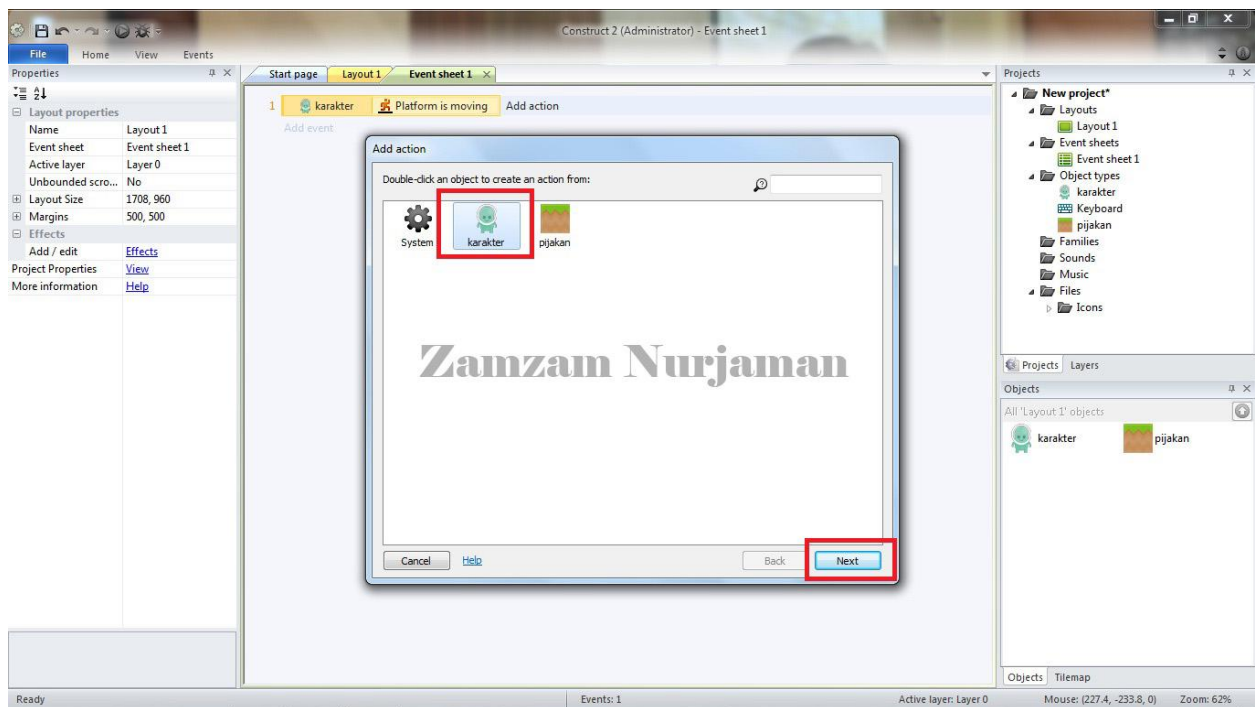 Construct 2 (Administrator) - Event sheet 1
File Home View Events
Properties
Layout properties
Name Layout 1
Event sheet Event sheet 1
Active layer Layer 0
Unbounded scro... No
Layout Size 1708, 960
Margins 500, 500
Effects
Add / edit Effects
Project Properties View
More information Help
Start page Layout 1 Event sheet 1
1 karakter Platform is moving Add action
Add event
Add action
Double-click an object to create an action from:
System karakter pijakan
Zamzam Nurjaman
Cancel Help Back Next
Projects
New project*
Layouts
Layout 1
Event sheets
Event sheet 1
Object types
karakter
Keyboard
pijakan
Families
Sounds
Music
Files
Icons
Projects Layers
Objects
All 'Layout 1' objects
karakter pijakan
Objects Tilemap
Ready Events: 1 Active layer: Layer 0 Mouse: (227.4, -233.8, 0) Zoom: 62%